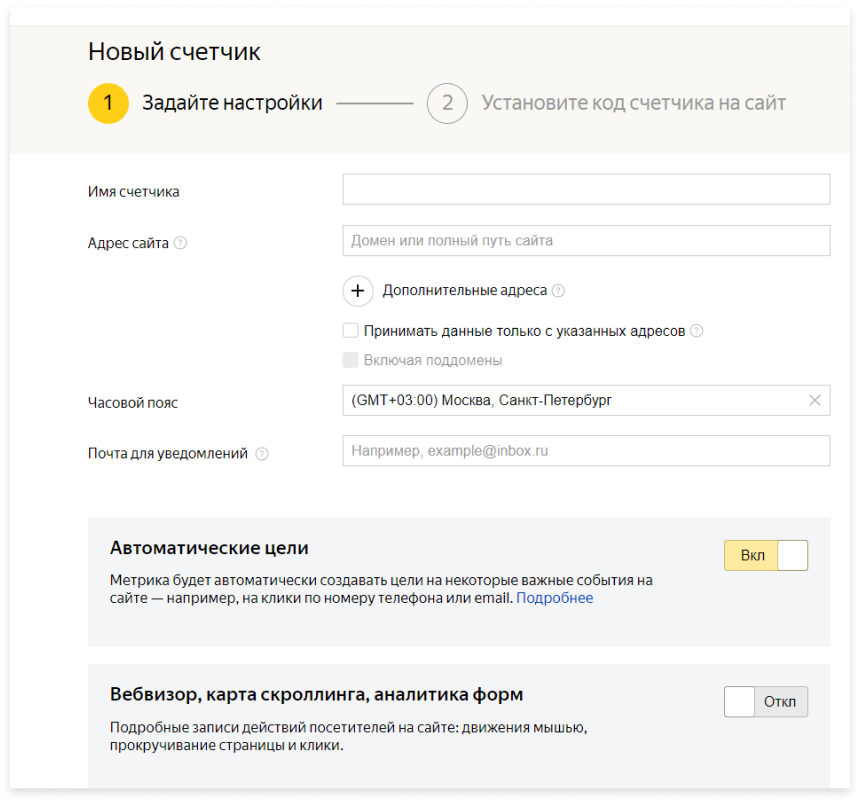 Новый счетчик
1 Задайте настройки 2 Установите код счетчика на сайт
Имя счетчика
Адрес сайта ? Домен или полный путь сайта
+ Дополнительные адреса ?
Принимать данные только с указанных адресов ?
Включая поддомены
Часовой пояс (GMT+03:00) Москва, Санкт-Петербург
Почта для уведомлений ? Например, example@inbox.ru
Автоматические цели Вкл
Метрика будет автоматически создавать цели на некоторые важные события на
сайте — например, на клики по номеру телефона или email. Подробнее
Вебвизор, карта скроллинга, аналитика форм Откл
Подробные записи действий посетителей на сайте: движения мышью,
прокручивание страницы и клики.